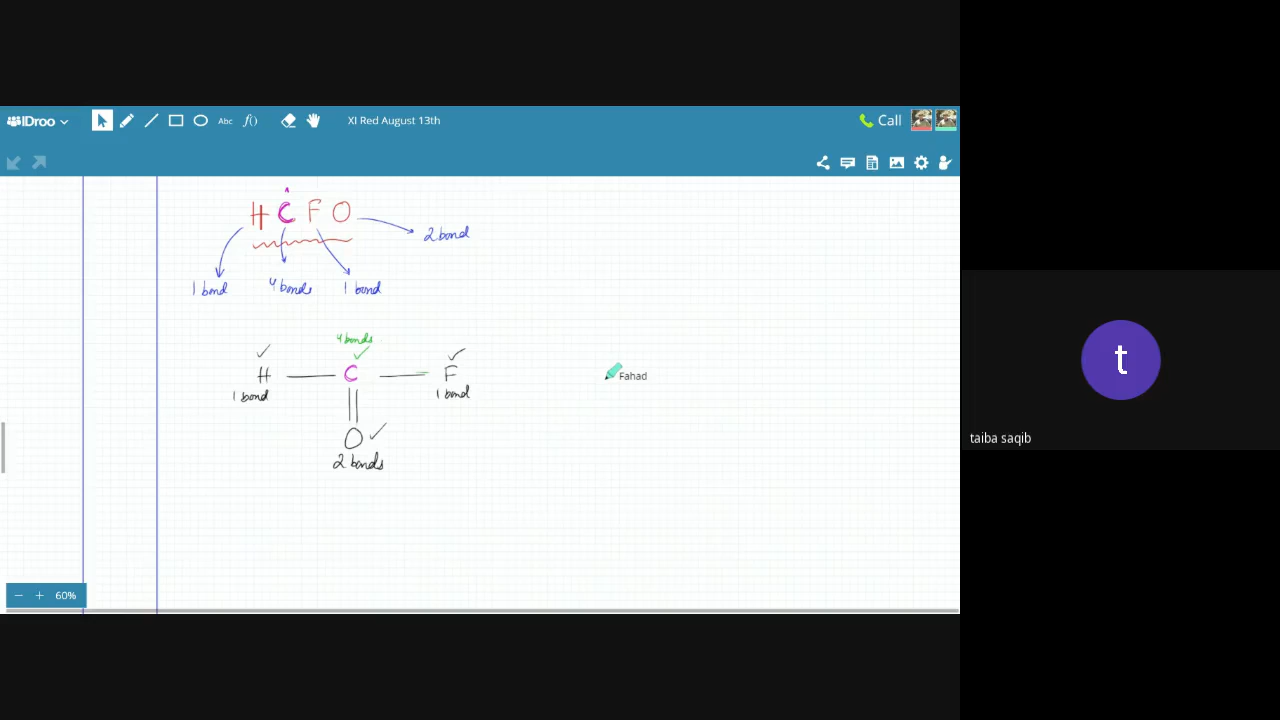 IDroo
Abc
f()
XI Red August 13th
Call
H C F O
2 bond
1 bond
4 bonds
1 bond
4 bonds
H C F
1 bond
1 bond
O
2 bonds
Fahad
taiba saqib
t
60%